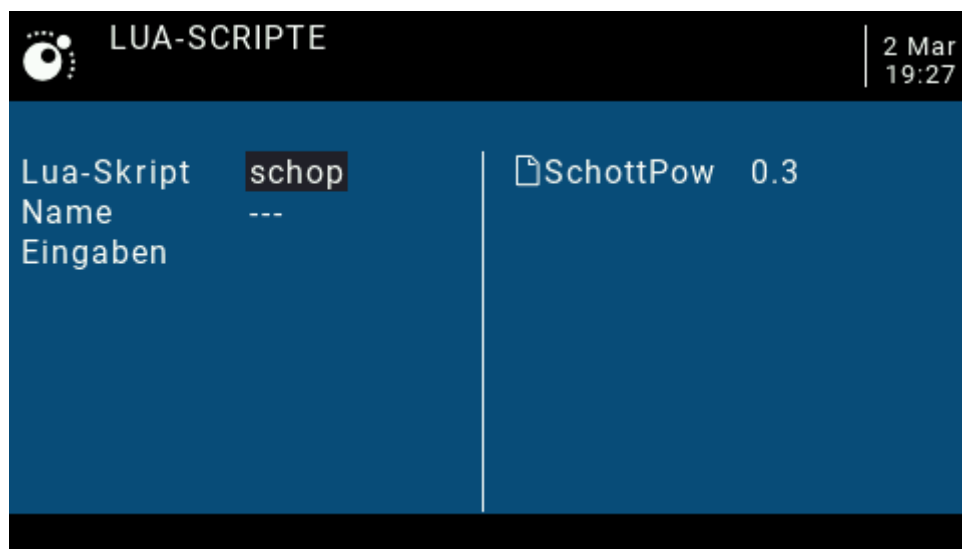 LUA-SCRIPTE
2 Mar
19:27
Lua-Skript schop
Name ---
Eingaben
SchottPow 0.3